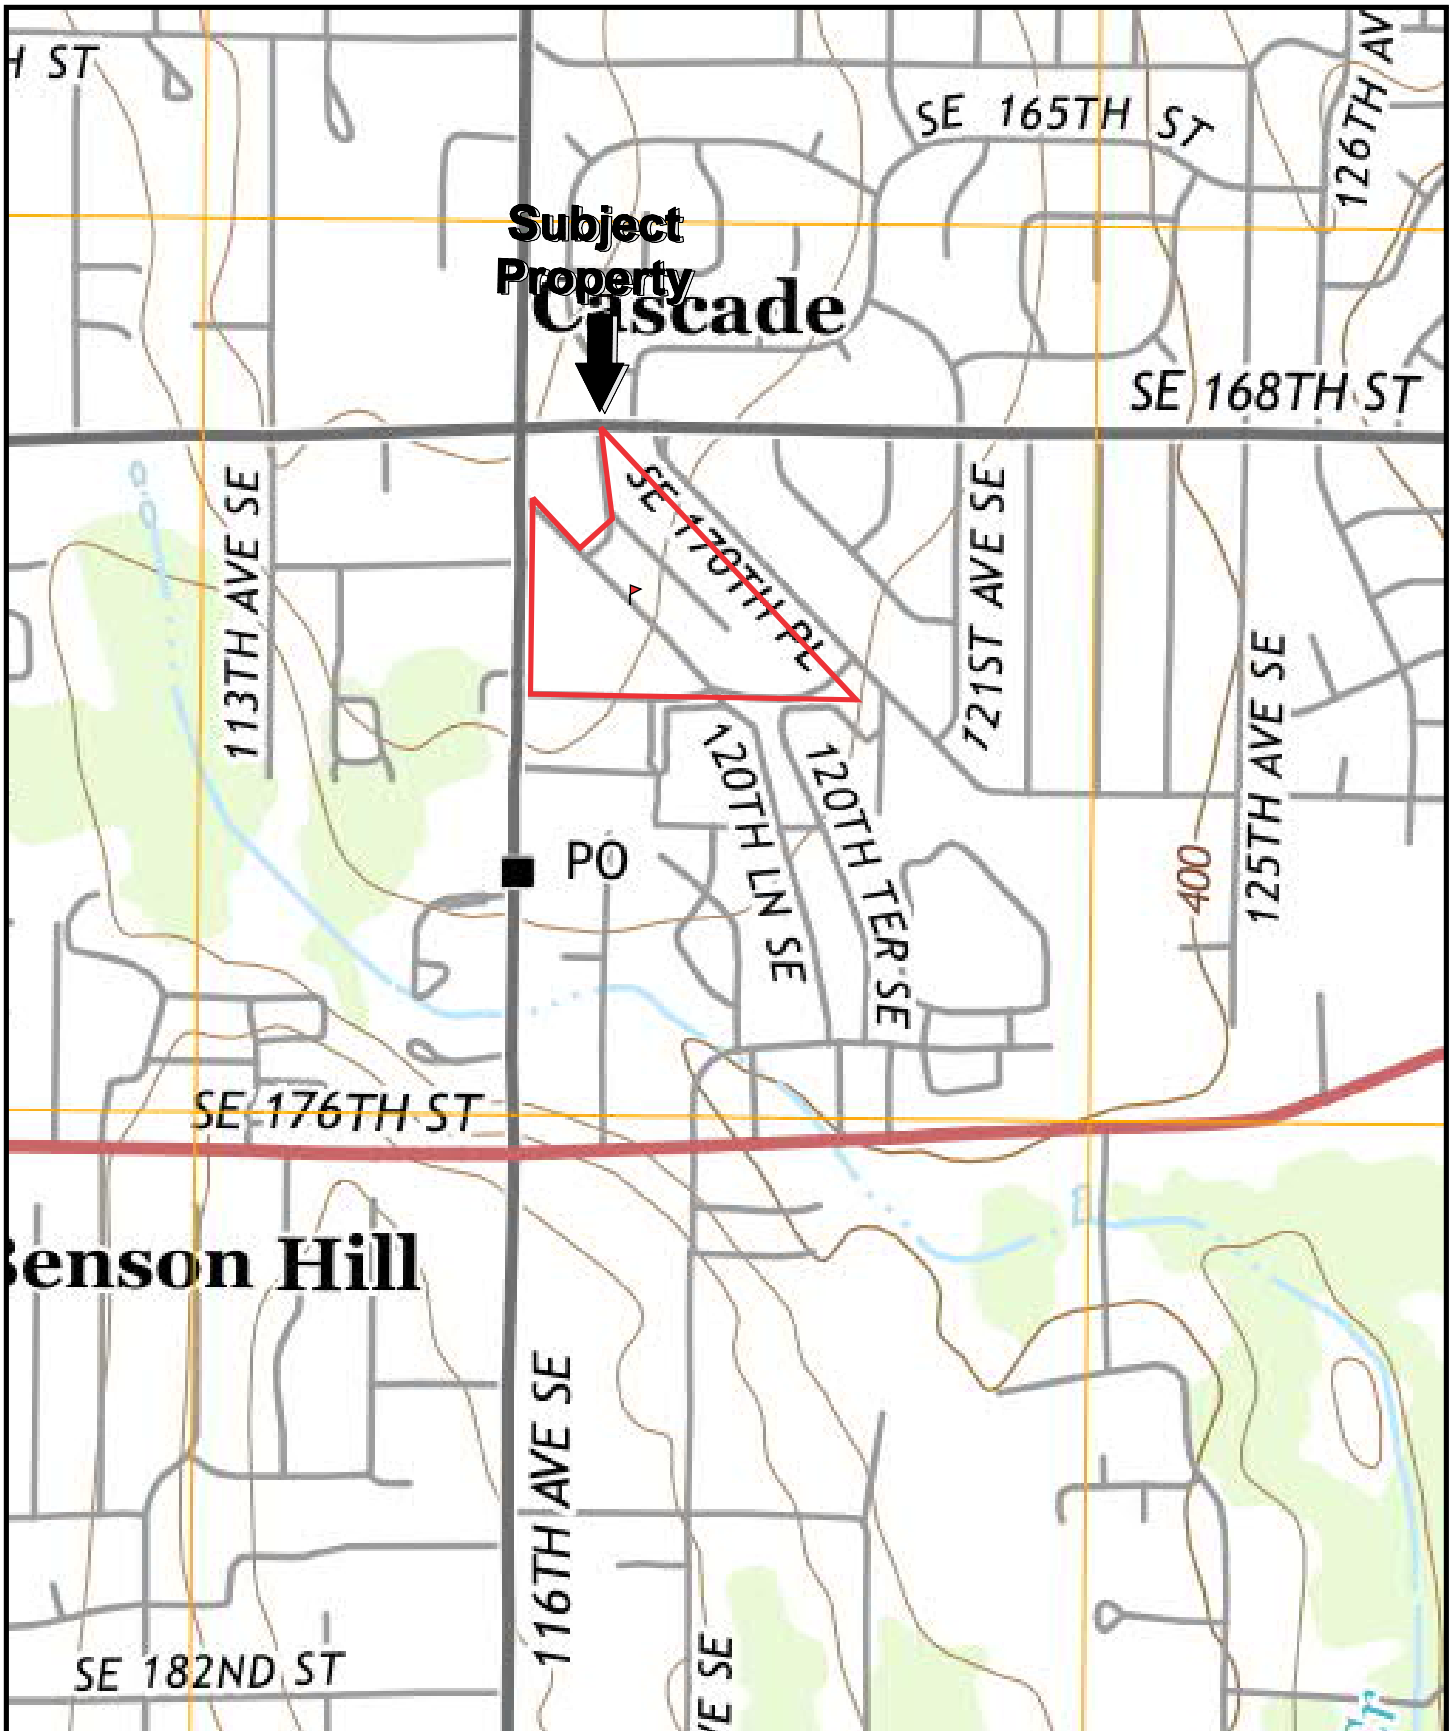 H ST
SE 165TH ST
126TH AV
Subject
Property
Cascade
SE 168TH ST
113TH AVE SE
SE 170TH PL
121ST AVE SE
125TH AVE SE
120TH LN SE
120TH TER SE
PO
400
SE 176TH ST
Benson Hill
116TH AVE SE
SE 182ND ST
VE SE